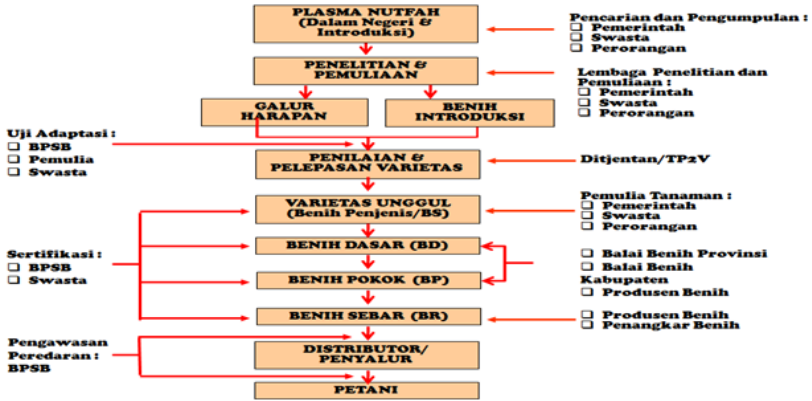 PLASMA NUTFAH
(Dalam Negeri &
Introduksi)
Pencarian dan Pengumpulan :
❑ Pemerintah
❑ Swasta
❑ Perorangan
PENELITIAN &
PEMULIAAN
Lembaga Penelitian dan
Pemuliaan :
❑ Pemerintah
❑ Swasta
❑ Perorangan
GALUR
HARAPAN
BENIH
INTRODUKSI
Uji Adaptasi :
❑ BPSB
❑ Pemulia
❑ Swasta
PENILAIAN &
PELEPASAN VARIETAS
Ditjentan/TP2V
VARIETAS UNGGUL
(Benih Penjenis/BS)
Pemulia Tanaman :
❑ Pemerintah
❑ Swasta
❑ Perorangan
Sertifikasi :
❑ BPSB
❑ Swasta
BENIH DASAR (BD)
BENIH POKOK (BP)
❑ Balai Benih Provinsi
❑ Balai Benih
Kabupaten
❑ Produsen Benih
BENIH SEBAR (BR)
❑ Produsen Benih
❑ Penangkar Benih
Pengawasan
Peredaran :
BPSB
DISTRIBUTOR/
PENYALUR
PETANI